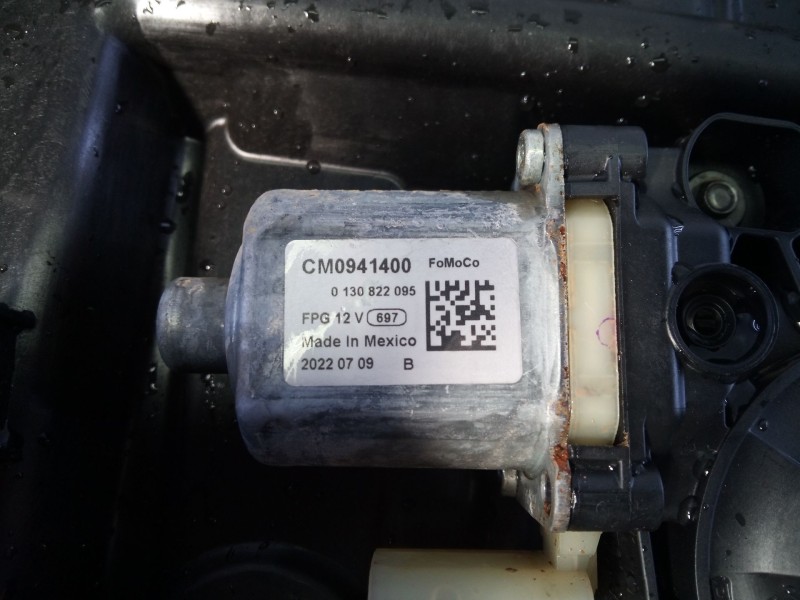 CM0941400 FoMoCo
0 130 822 095
FPG 12 V 697
Made In Mexico
2022 07 09 B